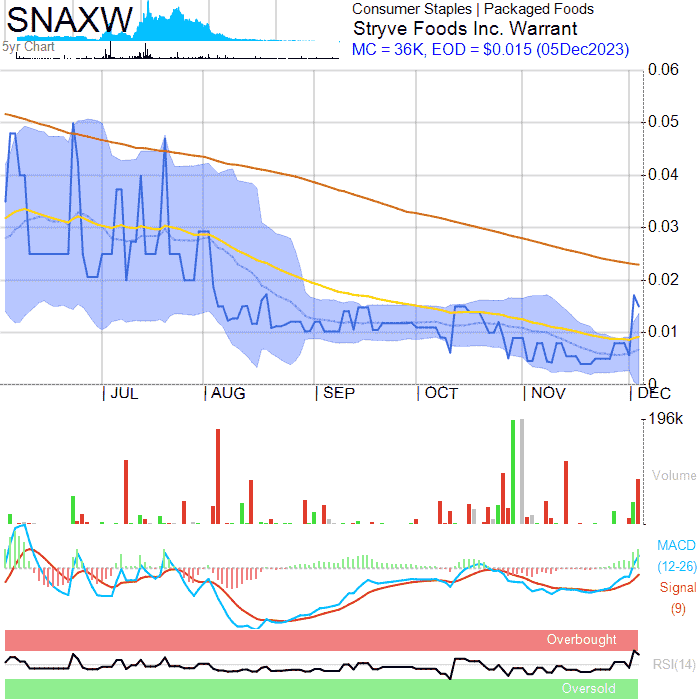 SNAXW
5yr Chart
Consumer Staples | Packaged Foods
Stryve Foods Inc. Warrant
MC = 36K, EOD = $0.015 (05Dec2023)
0.06
0.05
0.04
0.03
0.02
0.01
0
| JUL
| AUG
| SEP
| OCT
| NOV
| DEC
196k
Volume
MACD
(12-26)
Signal
(9)
Overbought
RSI(14)
Oversold